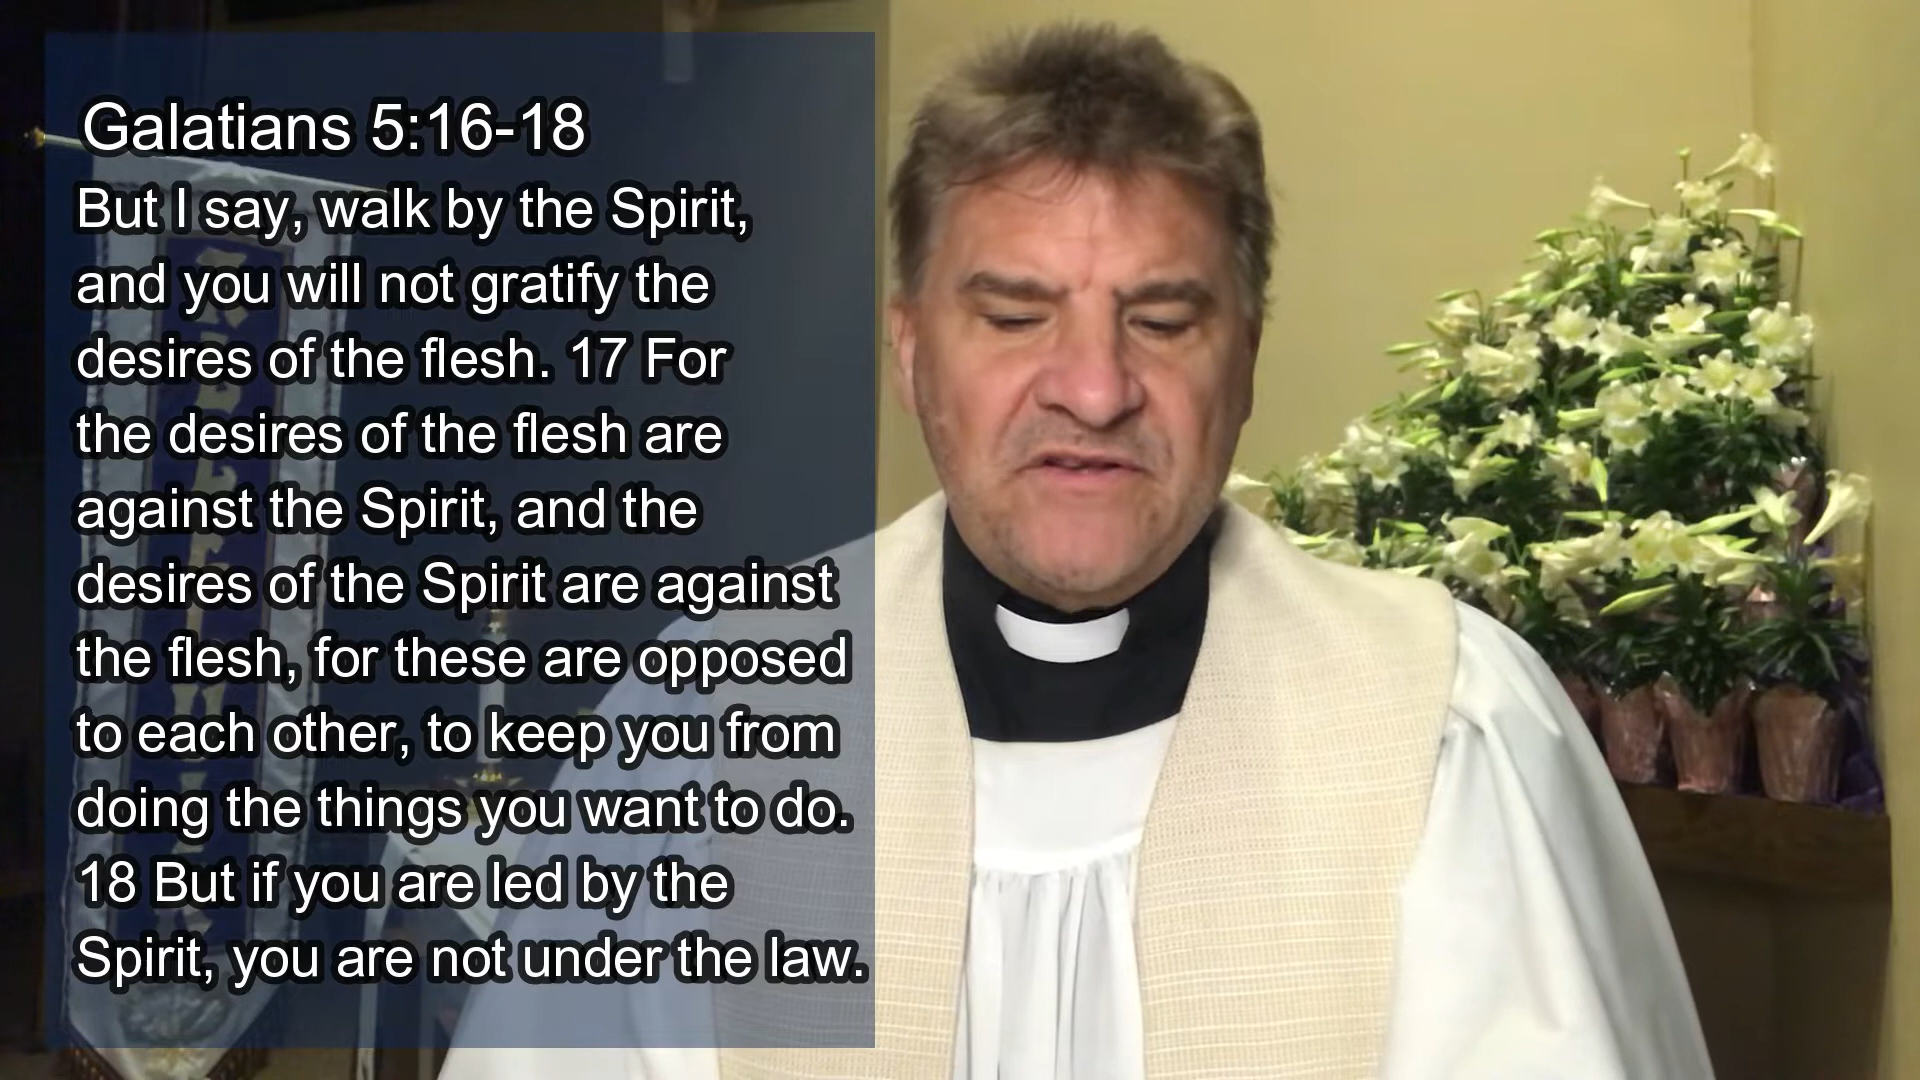 Galatians 5:16-18
But I say, walk by the Spirit,
and you will not gratify the
desires of the flesh. 17 For
the desires of the flesh are
against the Spirit, and the
desires of the Spirit are against
the flesh, for these are opposed
to each other, to keep you from
doing the things you want to do.
18 But if you are led by the
Spirit, you are not under the law.